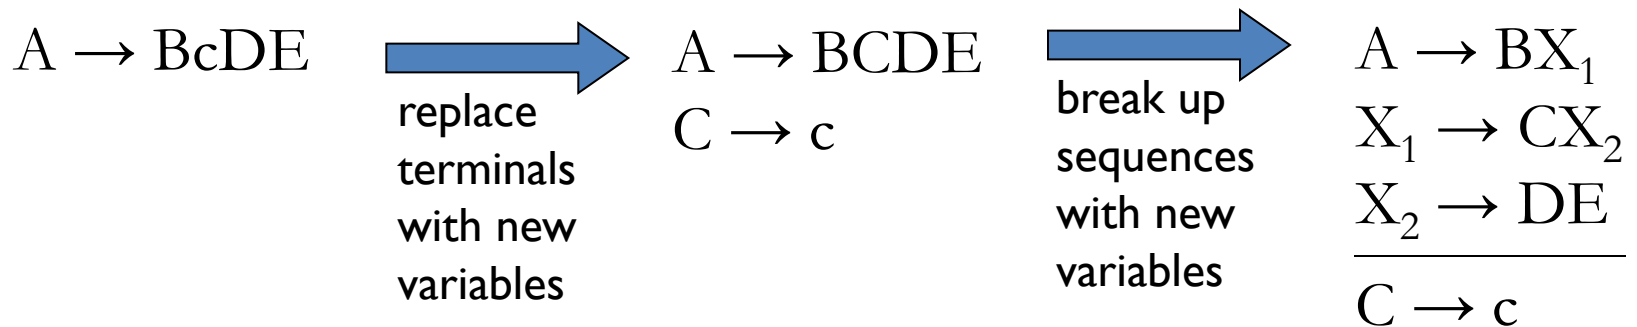 A → BcDE
replace
terminals
with new
variables
A → BCDE
C → c
break up
sequences
with new
variables
A → BX₁
X₁ → CX₂
X₂ → DE
C → c